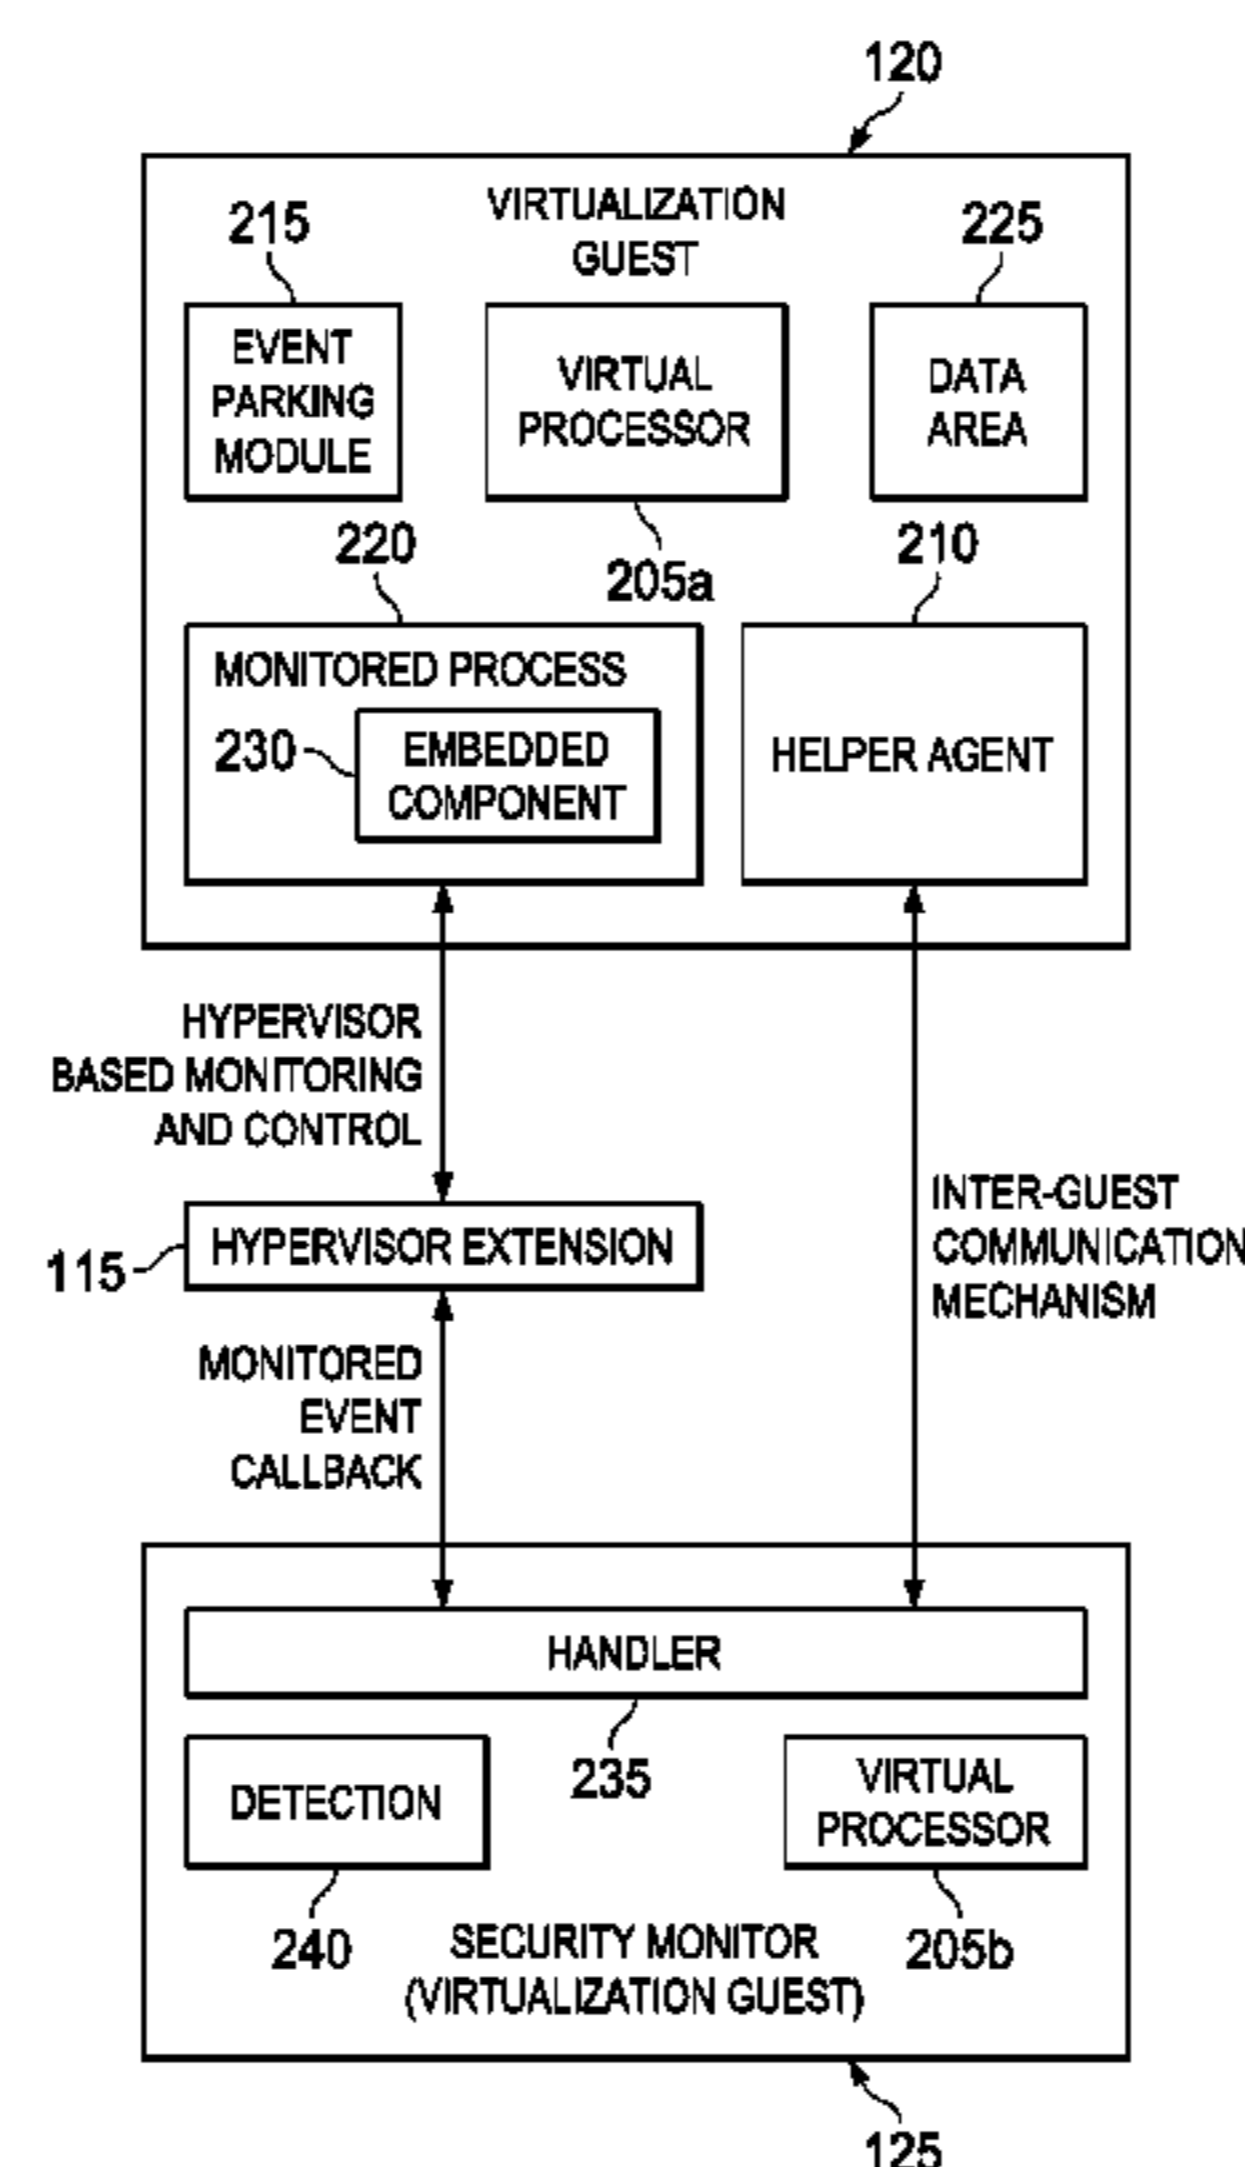 120
VIRTUALIZATION
GUEST
215
225
EVENT
PARKING
MODULE
VIRTUAL
PROCESSOR
DATA
AREA
220
205a
210
MONITORED PROCESS
230
EMBEDDED
COMPONENT
HELPER AGENT
HYPERVISOR
BASED MONITORING
AND CONTROL
115
HYPERVISOR EXTENSION
INTER-GUEST
COMMUNICATION
MECHANISM
MONITORED
EVENT
CALLBACK
HANDLER
235
DETECTION
240
VIRTUAL
PROCESSOR
205b
SECURITY MONITOR
(VIRTUALIZATION GUEST)
125